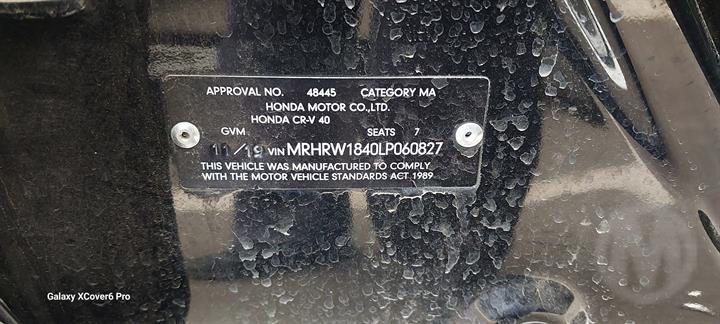 APPROVAL NO. 48445 CATEGORY MA
HONDA MOTOR CO.,LTD.
HONDA CR-V 40
GVM SEATS 7
11/19 VIN MRHRW1840LP060827
THIS VEHICLE WAS MANUFACTURED TO COMPLY
WITH THE MOTOR VEHICLE STANDARDS ACT 1989
Galaxy XCover6 Pro
M